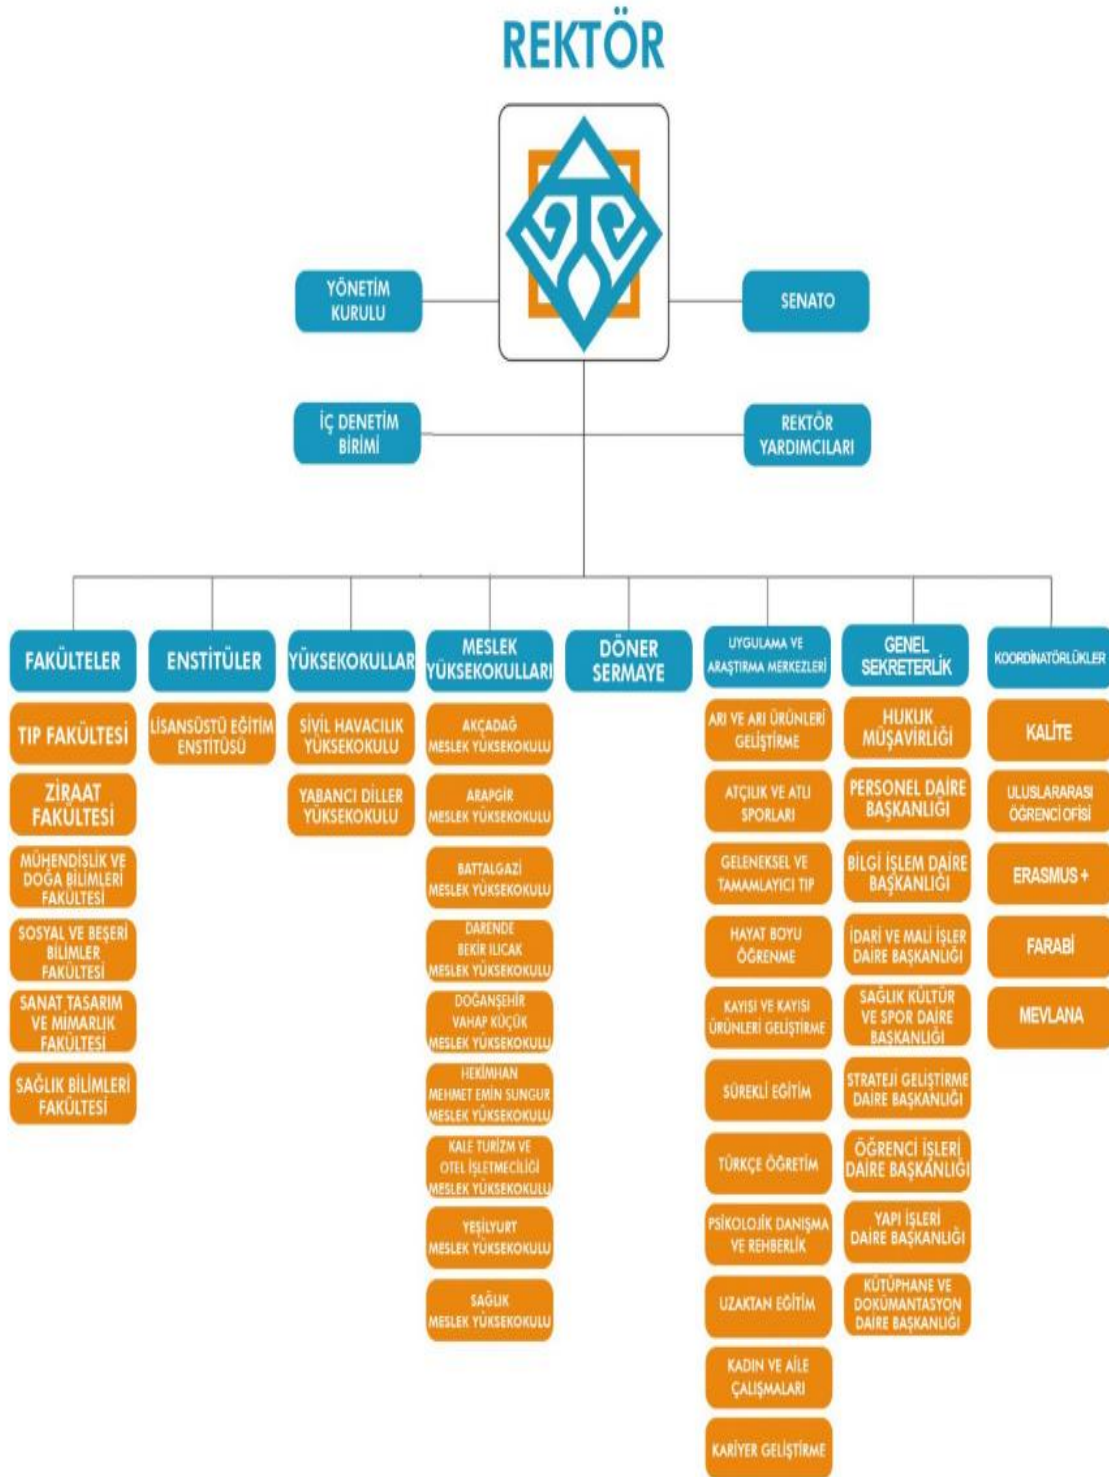 REKTÖR
YÖNETİM
KURULU
SENATO
İÇ DENETİM
BİRİMİ
REKTÖR
YARDIMCILARI
FAKÜLTELER
TIP FAKÜLTESİ
ZİRAAT
FAKÜLTESİ
MÜHENDİSLİK VE
DOĞA BİLİMLERİ
FAKÜLTESİ
SOSYAL VE BEŞERİ
BİLİMLER
FAKÜLTESİ
SANAT TASARIM
VE MİMARLIK
FAKÜLTESİ
SAĞLIK BİLİMLERİ
FAKÜLTESİ
ENSTİTÜLER
LİSANSÜSTÜ EĞİTİM
ENSTİTÜSÜ
YÜKSEKOKULLAR
SİVİL HAVACILIK
YÜKSEKOKULU
YABANCI DİLLER
YÜKSEKOKULU
MESLEK
YÜKSEKOKULLARI
AKÇADAĞ
MESLEK YÜKSEKOKULU
ARAPGİR
MESLEK YÜKSEKOKULU
BATTALGAZİ
MESLEK YÜKSEKOKULU
DARENDE
BEKİR ILICAK
MESLEK YÜKSEKOKULU
DOĞANŞEHİR
VAHAP KÜÇÜK
MESLEK YÜKSEKOKULU
HEKİMHAN
MEHMET EMİN SUNGUR
MESLEK YÜKSEKOKULU
KALE TURİZM VE
OTEL İŞLETMECİLİĞİ
MESLEK YÜKSEKOKULU
YEŞİLYURT
MESLEK YÜKSEKOKULU
SAĞLIK
MESLEK YÜKSEKOKULU
DÖNER
SERMAYE
UYGULAMA VE
ARAŞTIRMA MERKEZLERİ
ARI VE ARI ÜRÜNLERİ
GELİŞTİRME
ATÇILIK VE ATLI
SPORLARI
GELENEKSEL VE
TAMAMLAYICI TIP
HAYAT BOYU
ÖĞRENME
KAYISI VE KAYISI
ÜRÜNLERİ GELİŞTİRME
SÜREKLİ EĞİTİM
TÜRKÇE ÖĞRETİM
PSİKOLOJİK DANIŞMA
VE REHBERLİK
UZAKTAN EĞİTİM
KADIN VE AİLE
ÇALIŞMALARI
KARİYER GELİŞTİRME
GENEL
SEKRETERLİK
HUKUK
MÜŞAVİRLİĞİ
PERSONEL DAİRE
BAŞKANLIĞI
BİLGİ İŞLEM DAİRE
BAŞKANLIĞI
İDARİ VE MALİ İŞLER
DAİRE BAŞKANLIĞI
SAĞLIK KÜLTÜR
VE SPOR DAİRE
BAŞKANLIĞI
STRATEJİ GELİŞTİRME
DAİRE BAŞKANLIĞI
ÖĞRENCİ İŞLERİ
DAİRE BAŞKANLIĞI
YAPI İŞLERİ
DAİRE BAŞKANLIĞI
KÜTÜPHANE VE
DOKÜMANTASYON
DAİRE BAŞKANLIĞI
KOORDİNATÖRLÜKLER
KALİTE
ULUSLARARASI
ÖĞRENCİ OFİSİ
ERASMUS +
FARABİ
MEVLANA